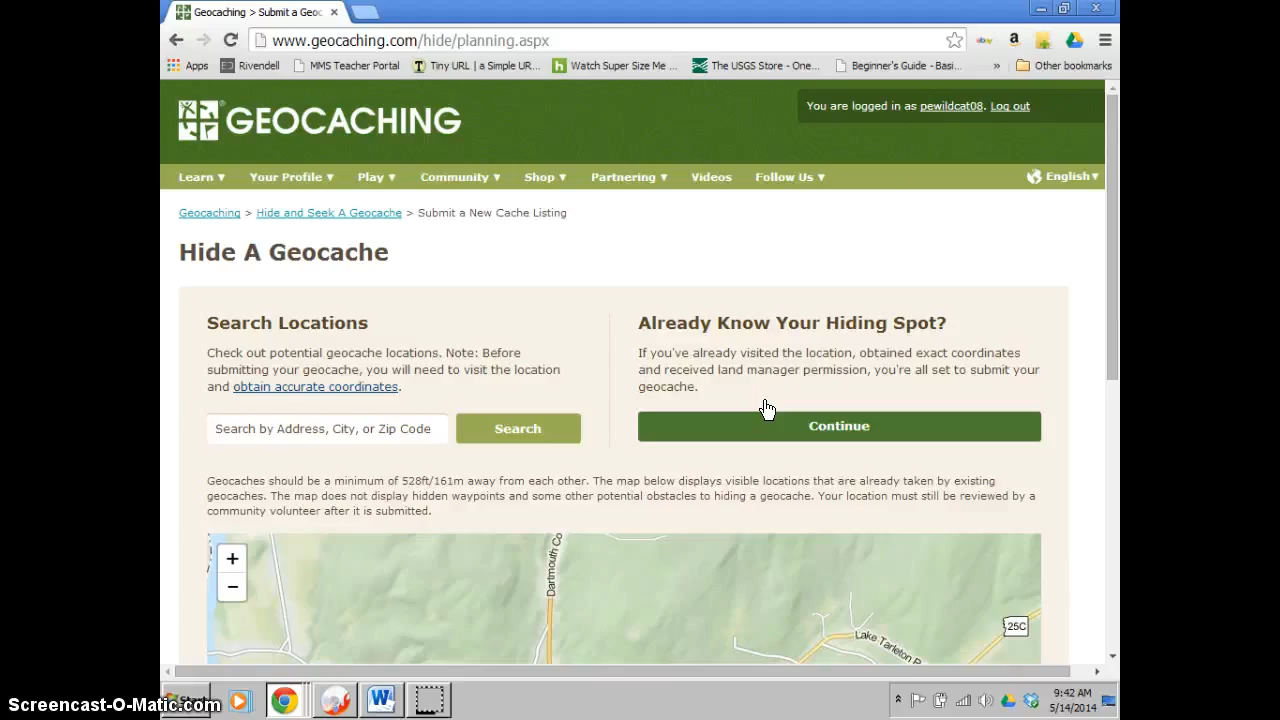 Geocaching > Submit a Geoc
www.geocaching.com/hide/planning.aspx
Apps Rivendell MMS Teacher Portal Tiny URL | a Simple UR... Watch Super Size Me ... The USGS Store - One... Beginner's Guide - Basi... » Other bookmarks
GEOCACHING
You are logged in as pewildcat08. Log out
Learn ▼ Your Profile ▼ Play ▼ Community ▼ Shop ▼ Partnering ▼ Videos Follow Us ▼ English▼
Geocaching > Hide and Seek A Geocache > Submit a New Cache Listing
Hide A Geocache
Search Locations
Check out potential geocache locations. Note: Before
submitting your geocache, you will need to visit the location
and obtain accurate coordinates.
Search by Address, City, or Zip Code Search
Already Know Your Hiding Spot?
If you've already visited the location, obtained exact coordinates
and received land manager permission, you're all set to submit your
geocache.
Continue
Geocaches should be a minimum of 528ft/161m away from each other. The map below displays visible locations that are already taken by existing
geocaches. The map does not display hidden waypoints and some other potential obstacles to hiding a geocache. Your location must still be reviewed by a
community volunteer after it is submitted.
+
−
Dartmouth Co
Lake Tarleton
25C
9:42 AM
5/14/2014
Screencast-O-Matic.com